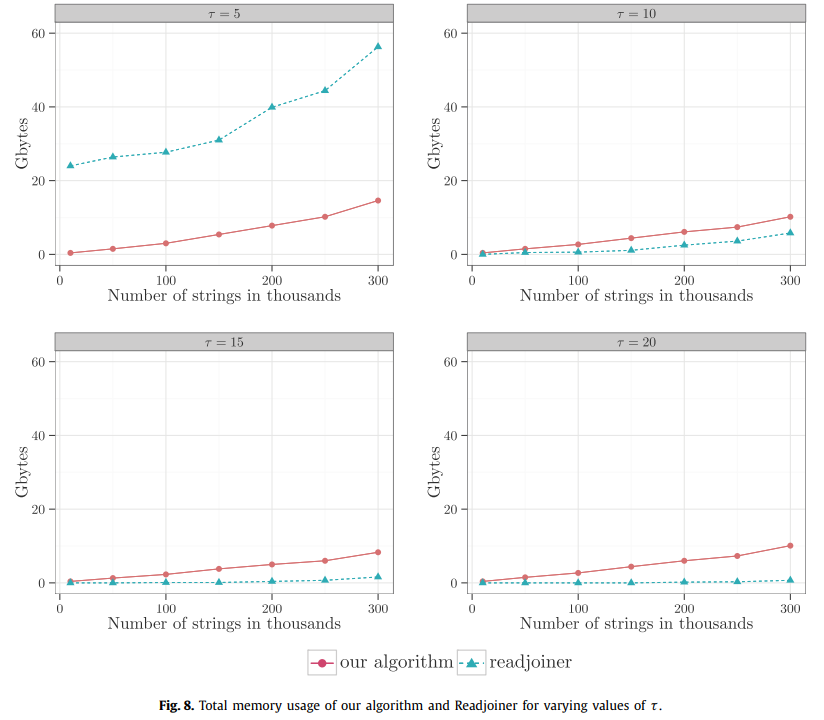 τ = 5
τ = 10
60
40
20
0
Gbytes
0 100 200 300
Number of strings in thousands
60
40
20
0
Gbytes
0 100 200 300
Number of strings in thousands
τ = 15
τ = 20
60
40
20
0
Gbytes
0 100 200 300
Number of strings in thousands
60
40
20
0
Gbytes
0 100 200 300
Number of strings in thousands
our algorithm readjoiner
Fig. 8. Total memory usage of our algorithm and Readjoiner for varying values of τ.